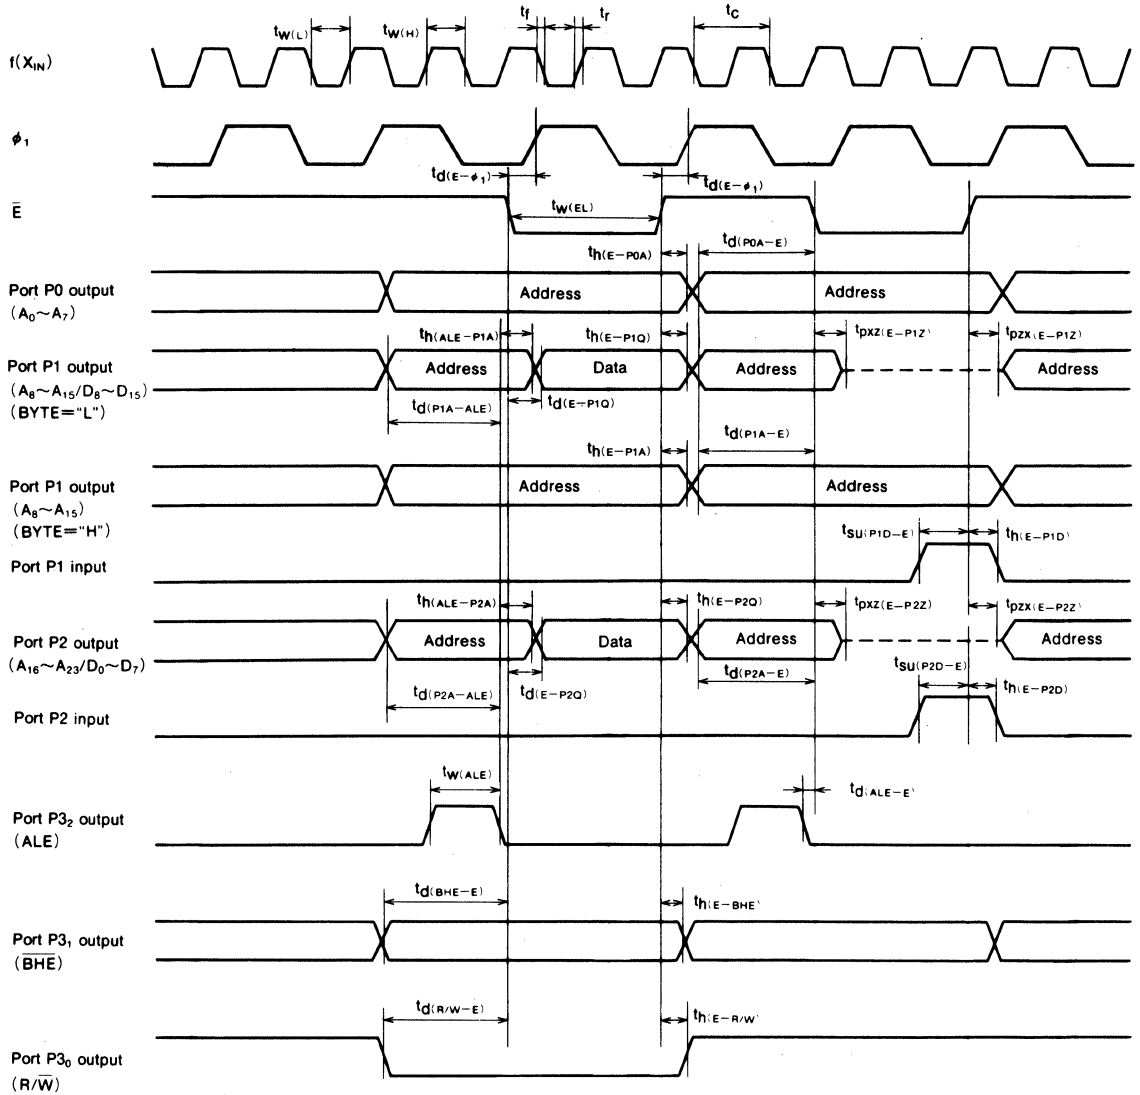 tf tr tC
tW(L) tW(H)
f(XIN)
ϕ1
td(E−ϕ1) td(E−ϕ1)
E̅
tW(EL)
th(E−P0A) td(P0A−E)
Port P0 output
(A0~A7)
Address Address
th(ALE−P1A) th(E−P1Q) tpxz(E−P1Z) tpzx(E−P1Z)
Port P1 output
(A8~A15/D8~D15)
(BYTE="L")
Address Data Address Address
td(P1A−ALE) td(E−P1Q)
th(E−P1A) td(P1A−E)
Port P1 output
(A8~A15)
(BYTE="H")
Address Address
tsu(P1D−E) th(E−P1D)
Port P1 input
th(ALE−P2A) th(E−P2Q) tpxz(E−P2Z) tpzx(E−P2Z)
Port P2 output
(A16~A23/D0~D7)
Address Data Address Address
td(P2A−ALE) td(E−P2Q) td(P2A−E)
tsu(P2D−E) th(E−P2D)
Port P2 input
tW(ALE) td(ALE−E)
Port P32 output
(ALE)
td(BHE−E) th(E−BHE)
Port P31 output
(B̅H̅E̅)
td(R/W−E) th(E−R/W)
Port P30 output
(R/W̅)